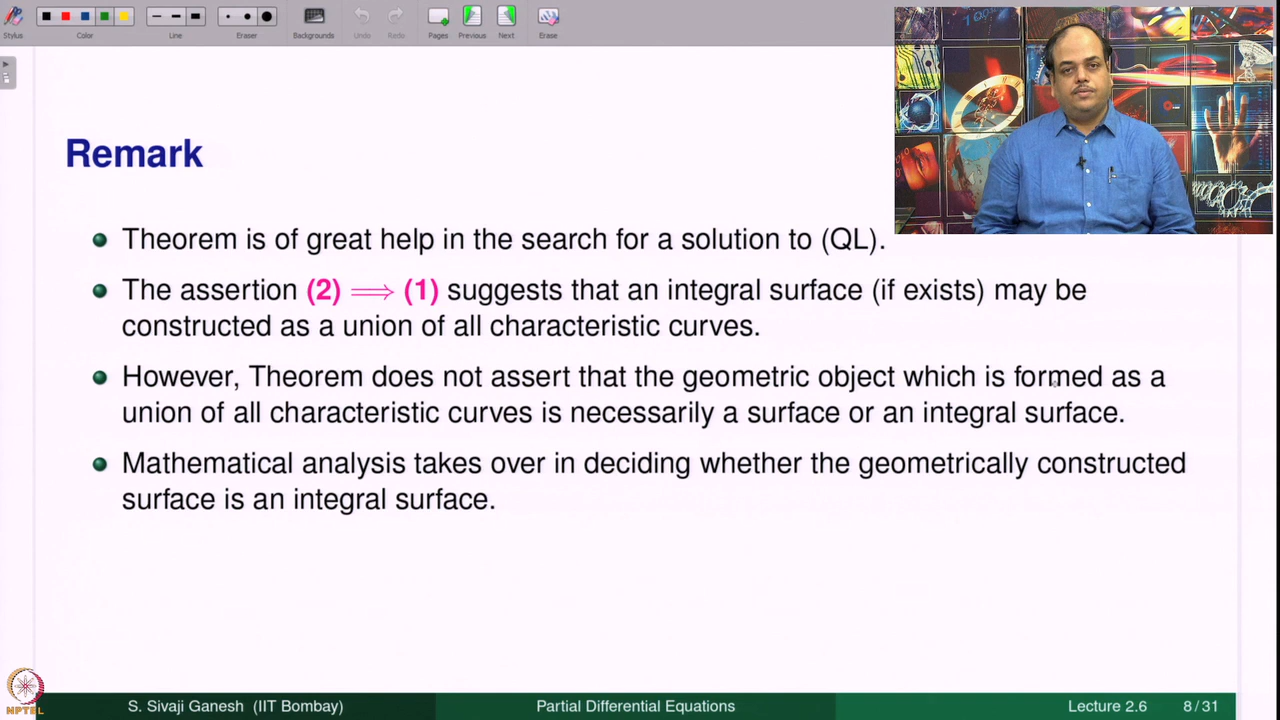 Stylus
Color
Line
Eraser
Backgrounds
Undo
Redo
Pages
Previous
Next
Erase
Remark
Theorem is of great help in the search for a solution to (QL).
The assertion (2) ⟹ (1) suggests that an integral surface (if exists) may be
constructed as a union of all characteristic curves.
However, Theorem does not assert that the geometric object which is formed as a
union of all characteristic curves is necessarily a surface or an integral surface.
Mathematical analysis takes over in deciding whether the geometrically constructed
surface is an integral surface.
NPTEL
S. Sivaji Ganesh (IIT Bombay)
Partial Differential Equations
Lecture 2.6
8/31